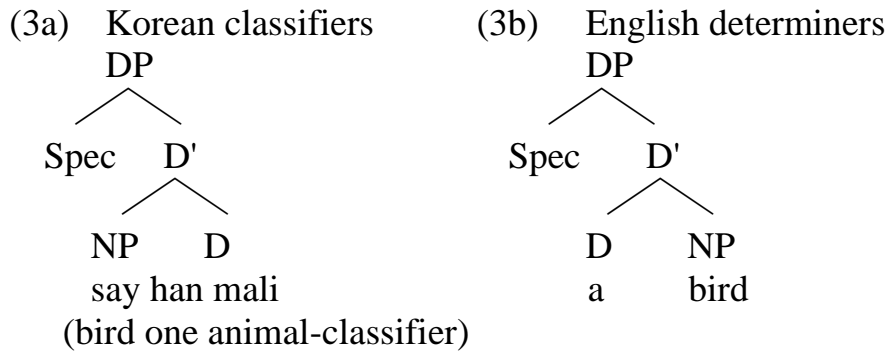 (3a) Korean classifiers (3b) English determiners
DP DP
Spec D' Spec D'
NP D D NP
say han mali a bird
(bird one animal-classifier)